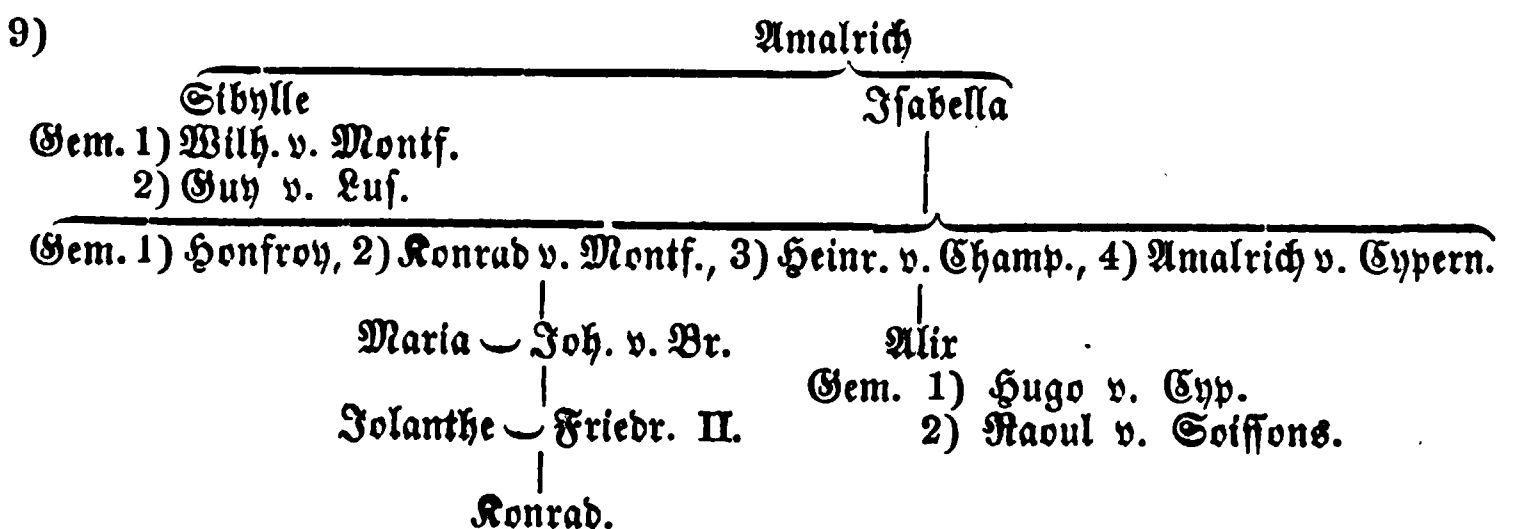 9) Amalrich
Sibylle Isabella
Gem. 1) Wilh. v. Montf.
2) Guy v. Lus.
Gem. 1) Honfroy, 2) Konrad v. Montf., 3) Heinr. v. Champ., 4) Amalrich v. Cypern.
Maria Joh. v. Br. Alix
Gem. 1) Hugo v. Cyp.
Jolanthe Friedr. II. 2) Raoul v. Soissons.
Konrad.